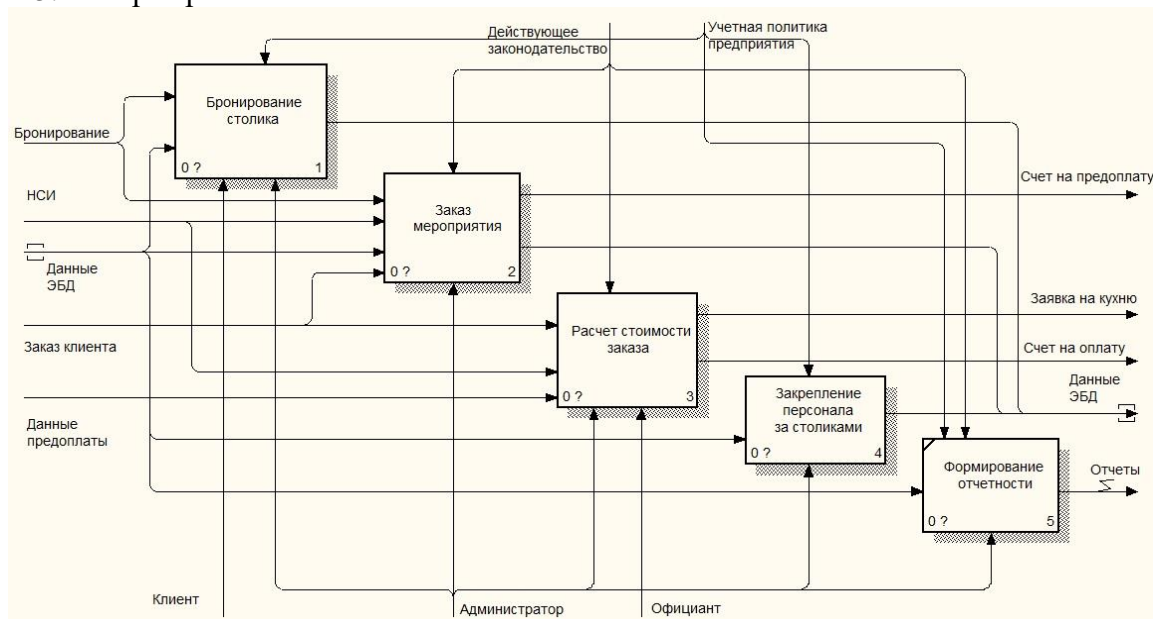 Действующее
законодательство
Учетная политика
предприятия
Бронирование
столика
0 ?
1
Бронирование
НСИ
Заказ
мероприятия
0 ?
2
Счет на предоплату
Данные
ЭБД
Расчет стоимости
заказа
0 ?
3
Заявка на кухню
Заказ клиента
Счет на оплату
Закрепление
персонала
за столиками
0 ?
4
Данные
ЭБД
Данные
предоплаты
Формирование
отчетности
0 ?
5
Отчеты
Клиент
Администратор
Официант